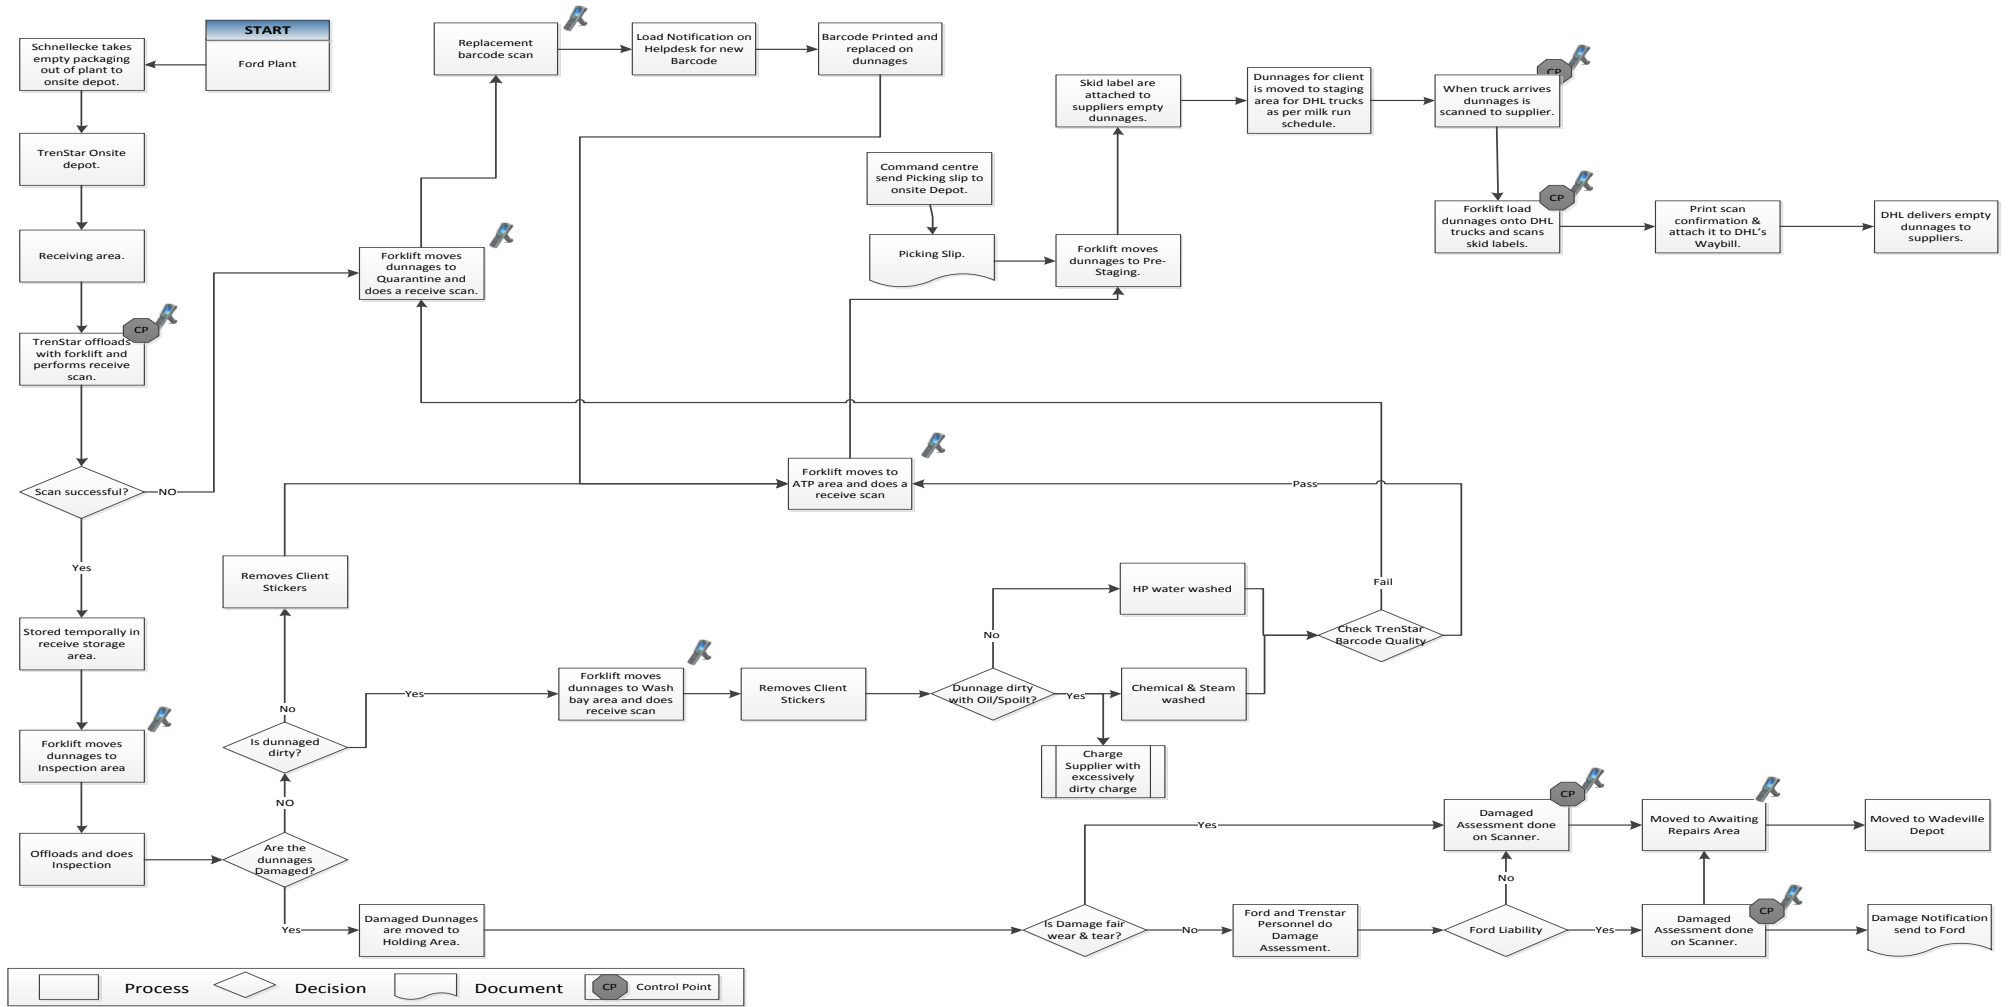 START
Ford Plant
Schnellecke takes
empty packaging
out of plant to
onsite depot.
TrenStar Onsite
depot.
Receiving area.
CP
TrenStar offloads
with forklift and
performs receive
scan.
Scan successful?
NO
Yes
Stored temporally in
receive storage
area.
Forklift moves
dunnages to
Inspection area
Offloads and does
Inspection
Are the
dunnages
Damaged?
NO
Yes
Is dunnaged
dirty?
No
Yes
Removes Client
Stickers
Forklift moves
dunnages to
Quarantine and
does a receive scan.
Replacement
barcode scan
Load Notification on
Helpdesk for new
Barcode
Barcode Printed and
replaced on
dunnages
Command centre
send Picking slip to
onsite Depot.
Picking Slip.
Forklift moves
dunnages to Pre-
Staging.
Skid label are
attached to
suppliers empty
dunnages.
Dunnages for client
is moved to staging
area for DHL trucks
as per milk run
schedule.
CP
When truck arrives
dunnages is
scanned to supplier.
CP
Forklift load
dunnages onto DHL
trucks and scans
skid labels.
Print scan
confirmation &
attach it to DHL's
Waybill.
DHL delivers empty
dunnages to
suppliers.
Forklift moves to
ATP area and does a
receive scan
Pass
Fail
Check TrenStar
Barcode Quality
HP water washed
No
Forklift moves
dunnages to Wash
bay area and does
receive scan
Removes Client
Stickers
Dunnage dirty
with Oil/Spoilt?
Yes
Chemical & Steam
washed
Charge
Supplier with
excessively
dirty charge
Damaged Dunnages
are moved to
Holding Area.
Is Damage fair
wear & tear?
Yes
No
Ford and Trenstar
Personnel do
Damage
Assessment.
Ford Liability
No
Yes
CP
Damaged
Assessment done
on Scanner.
Moved to Awaiting
Repairs Area
Moved to Wadeville
Depot
CP
Damaged
Assessment done
on Scanner.
Damage Notification
send to Ford
Process
Decision
Document
CP
Control Point